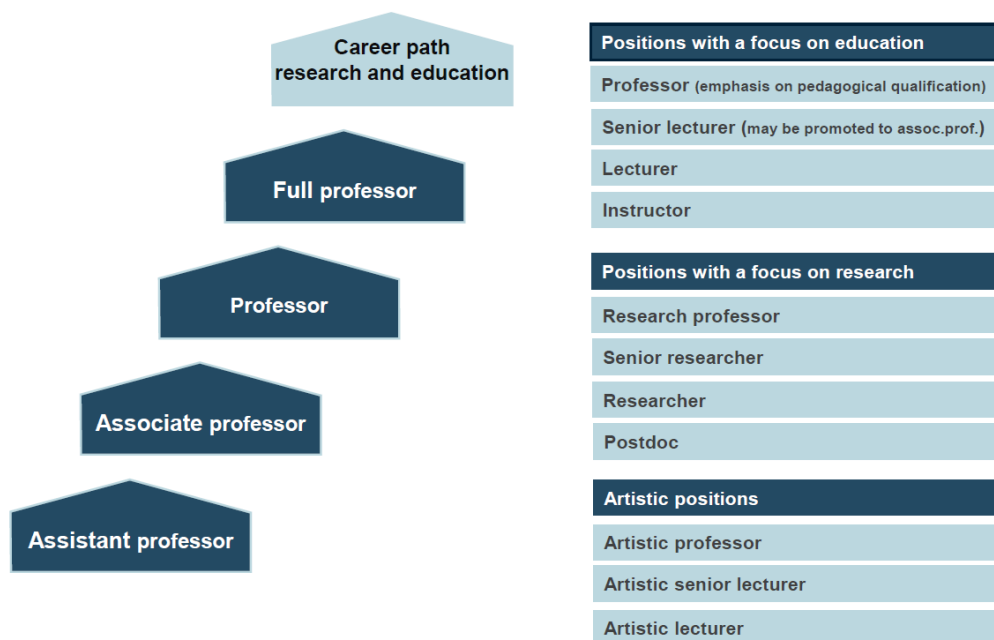 Career path
research and education
Full professor
Professor
Associate professor
Assistant professor
Positions with a focus on education
Professor (emphasis on pedagogical qualification)
Senior lecturer (may be promoted to assoc.prof.)
Lecturer
Instructor
Positions with a focus on research
Research professor
Senior researcher
Researcher
Postdoc
Artistic positions
Artistic professor
Artistic senior lecturer
Artistic lecturer